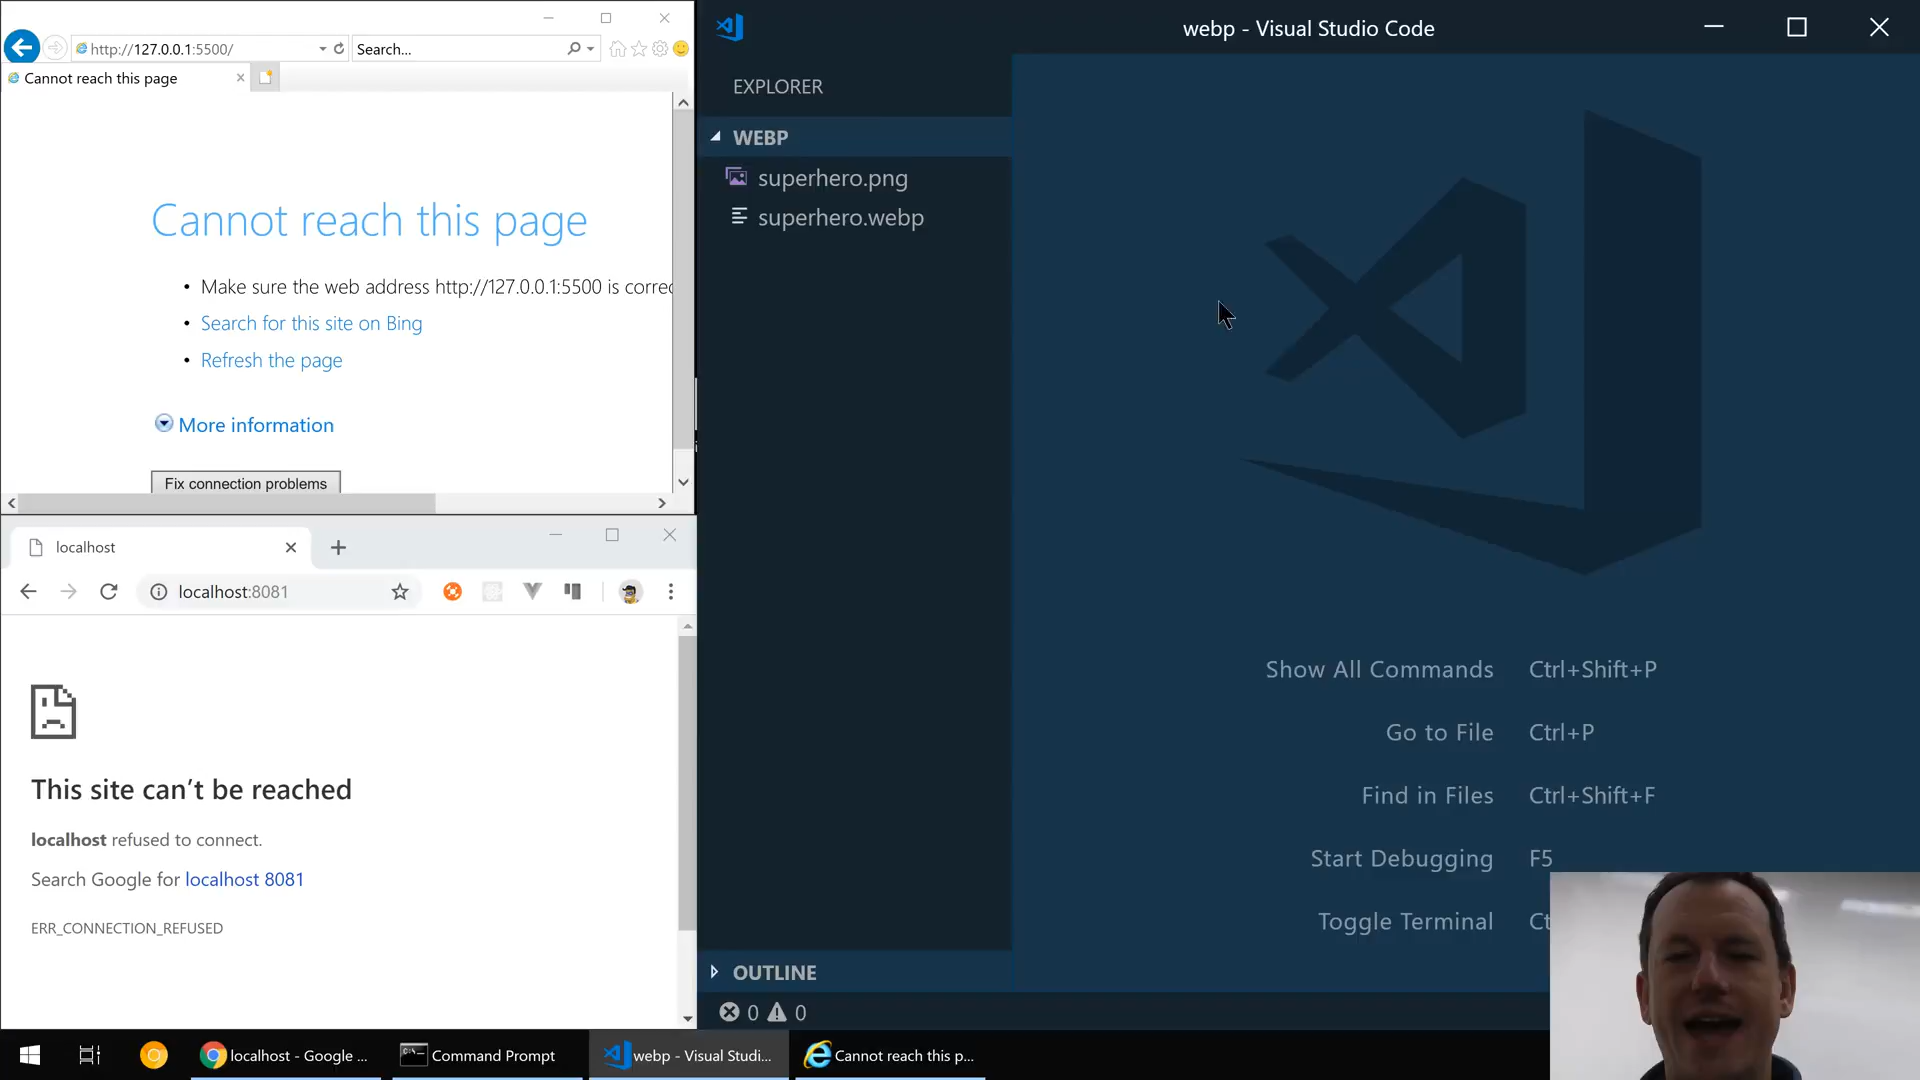 http://127.0.0.1:5500/
Search...
Cannot reach this page
Cannot reach this page
• Make sure the web address http://127.0.0.1:5500 is correc
• Search for this site on Bing
• Refresh the page
More information
Fix connection problems
localhost
localhost:8081
This site can't be reached
localhost refused to connect.
Search Google for localhost 8081
ERR_CONNECTION_REFUSED
webp - Visual Studio Code
EXPLORER
WEBP
superhero.png
superhero.webp
Show All Commands Ctrl+Shift+P
Go to File Ctrl+P
Find in Files Ctrl+Shift+F
Start Debugging F5
Toggle Terminal Ct
OUTLINE
0 0
localhost - Google ...
Command Prompt
webp - Visual Studi...
Cannot reach this p...